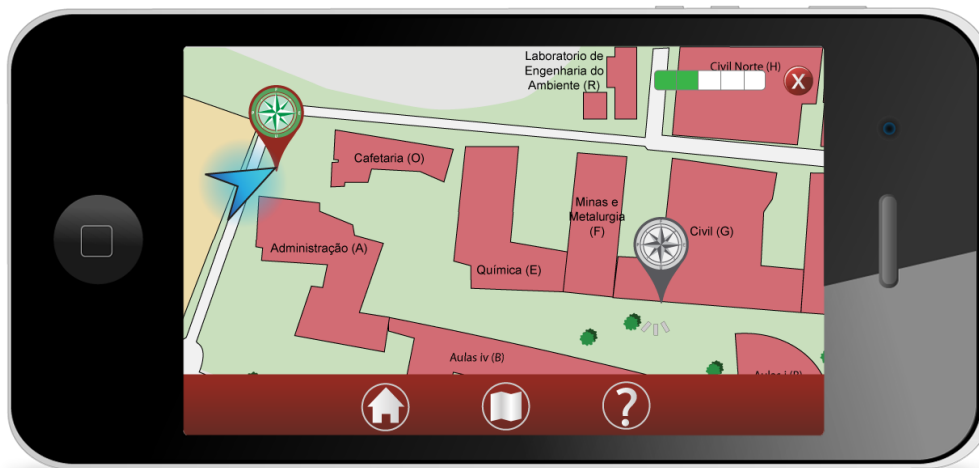 Laboratorio de
Engenharia do
Ambiente (R)
Civil Norte (H)
X
Cafetaria (O)
Minas e
Metalurgia
(F)
Civil (G)
Administração (A)
Química (E)
Aulas iv (B)
?